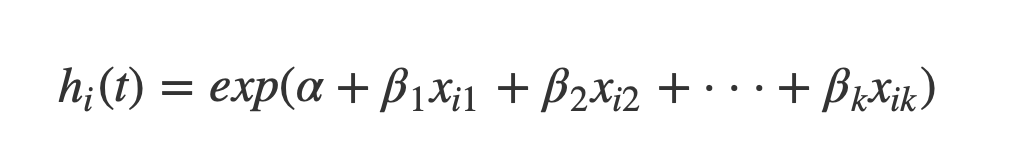 hᵢ(t) = exp(α + β₁xᵢ₁ + β₂xᵢ₂ + · · · + βₖxᵢₖ)